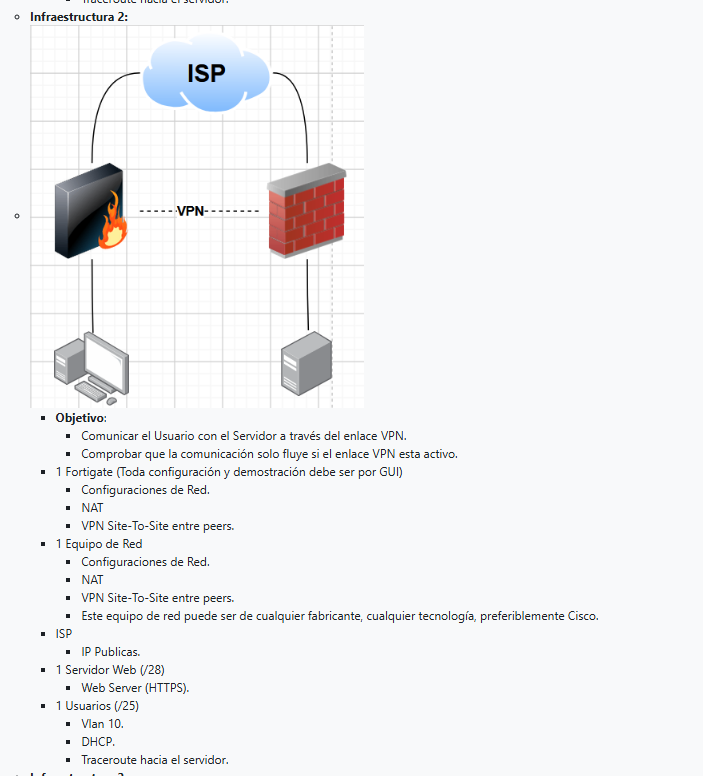 Traceroute hacia el servidor.
Infraestructura 2:
ISP
VPN
Objetivo:
Comunicar el Usuario con el Servidor a través del enlace VPN.
Comprobar que la comunicación solo fluye si el enlace VPN esta activo.
1 Fortigate (Toda configuración y demostración debe ser por GUI)
Configuraciones de Red.
NAT
VPN Site-To-Site entre peers.
1 Equipo de Red
Configuraciones de Red.
NAT
VPN Site-To-Site entre peers.
Este equipo de red puede ser de cualquier fabricante, cualquier tecnología, preferiblemente Cisco.
ISP
IP Publicas.
1 Servidor Web (/28)
Web Server (HTTPS).
1 Usuarios (/25)
Vlan 10.
DHCP.
Traceroute hacia el servidor.